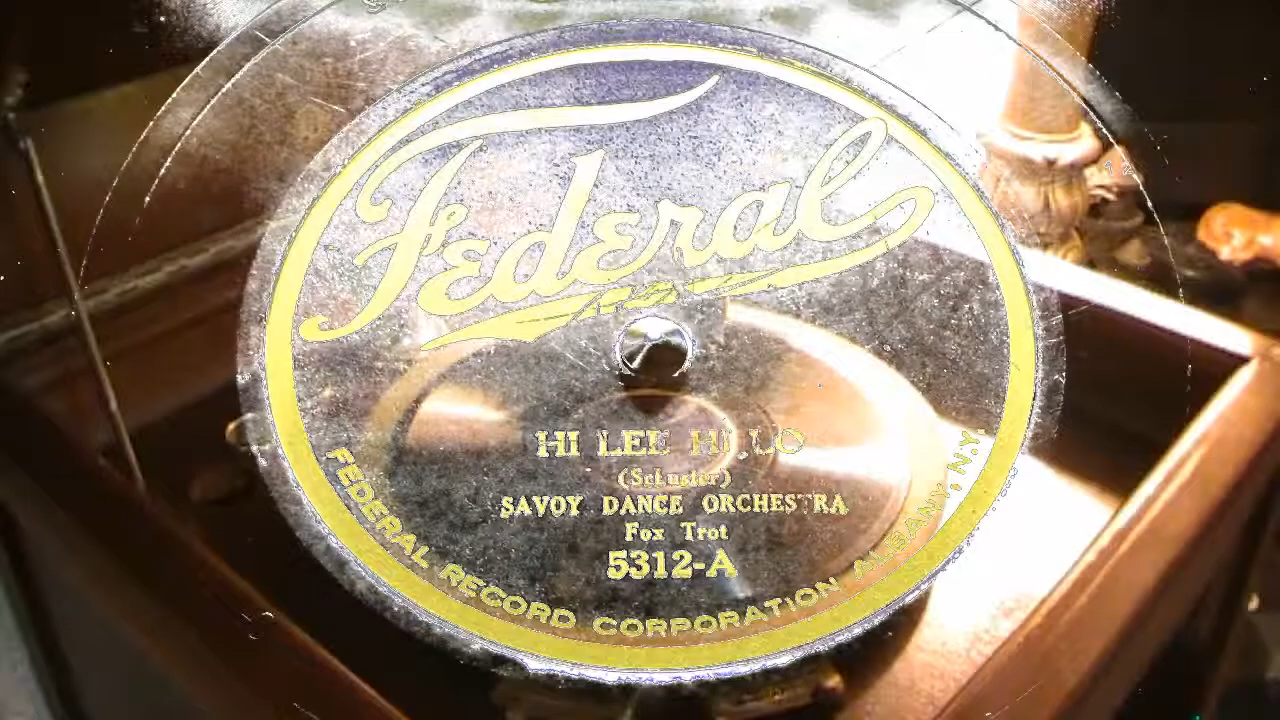 Federal
HI LEE HI LO
(Schuster)
SAVOY DANCE ORCHESTRA
Fox Trot
5312-A
FEDERAL RECORD CORPORATION ALBANY, N.Y.